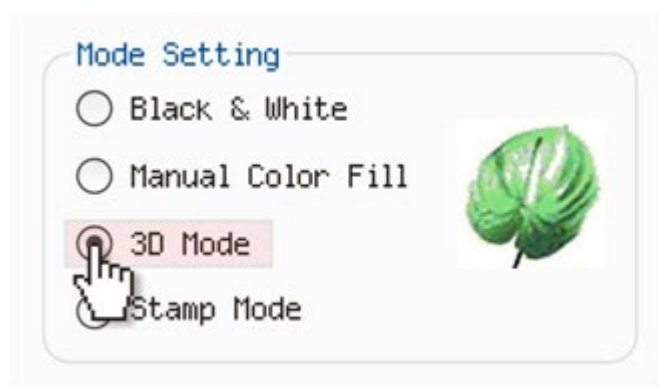 Mode Setting
Black & White
Manual Color Fill
3D Mode
Stamp Mode